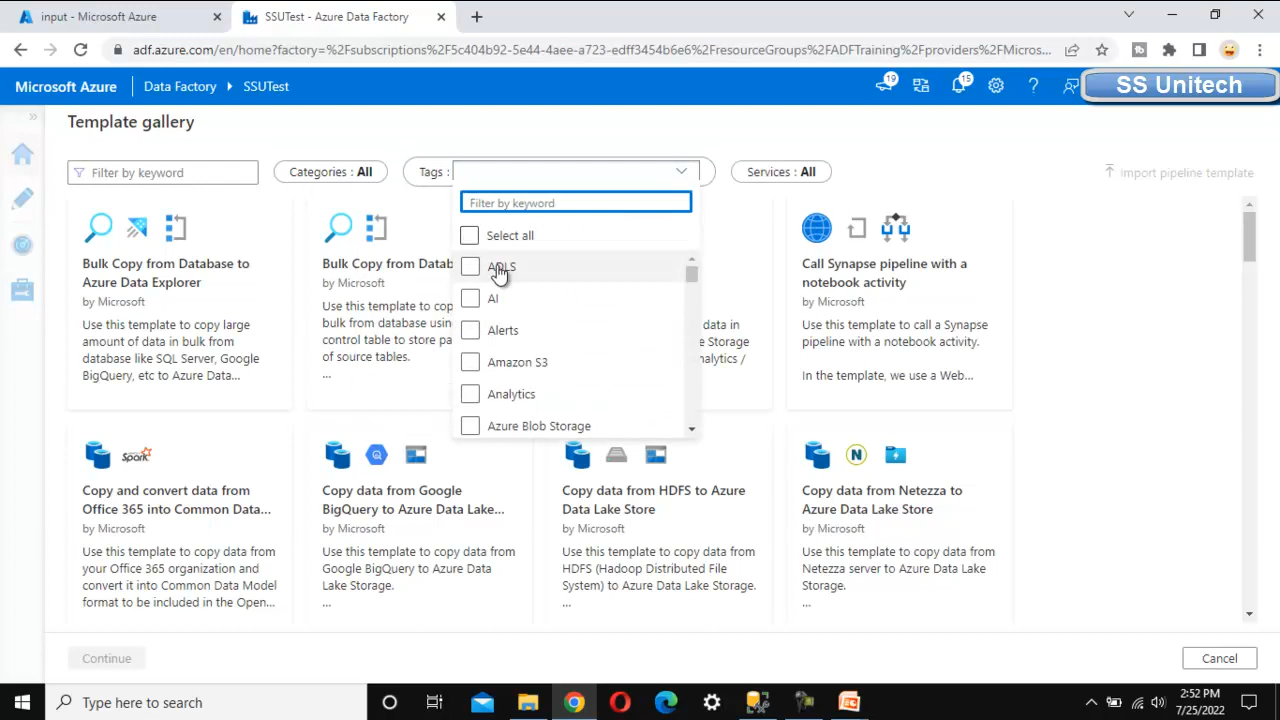 input - Microsoft Azure
SSUTest - Azure Data Factory
adf.azure.com/en/home?factory=%2Fsubscriptions%2F5c404b92-5e44-4aee-a723-edff3454b6e6%2FresourceGroups%2FADFTraining%2Fproviders%2FMicros...
Microsoft Azure
Data Factory
SSUTest
19
15
SS Unitech
Template gallery
Filter by keyword
Categories : All
Tags :
Services : All
Import pipeline template
Filter by keyword
Select all
ADLS
AI
Alerts
Amazon S3
Analytics
Azure Blob Storage
Bulk Copy from Database to
Azure Data Explorer
by Microsoft
Use this template to copy large
amount of data in bulk from
database like SQL Server, Google
BigQuery, etc to Azure Data...
Bulk Copy from Datab
by Microsoft
Use this template to cop
bulk from database usin
control table to store pa
of source tables.
...
data in
e Storage
nalytics /
Call Synapse pipeline with a
notebook activity
by Microsoft
Use this template to call a Synapse
pipeline with a notebook activity.
In the template, we use a Web...
Spark
Copy and convert data from
Office 365 into Common Data...
by Microsoft
Use this template to copy data from
your Office 365 organization and
convert it into Common Data Model
format to be included in the Open...
Copy data from Google
BigQuery to Azure Data Lake...
by Microsoft
Use this template to copy data from
Google BigQuery to Azure Data Lake
Storage.
...
Copy data from HDFS to Azure
Data Lake Store
by Microsoft
Use this template to copy data from
HDFS (Hadoop Distributed File
System) to Azure Data Lake Storage.
...
N
Copy data from Netezza to
Azure Data Lake Store
by Microsoft
Use this template to copy data from
Netezza server to Azure Data Lake
Storage.
...
Continue
Cancel
Type here to search
2:52 PM
7/25/2022